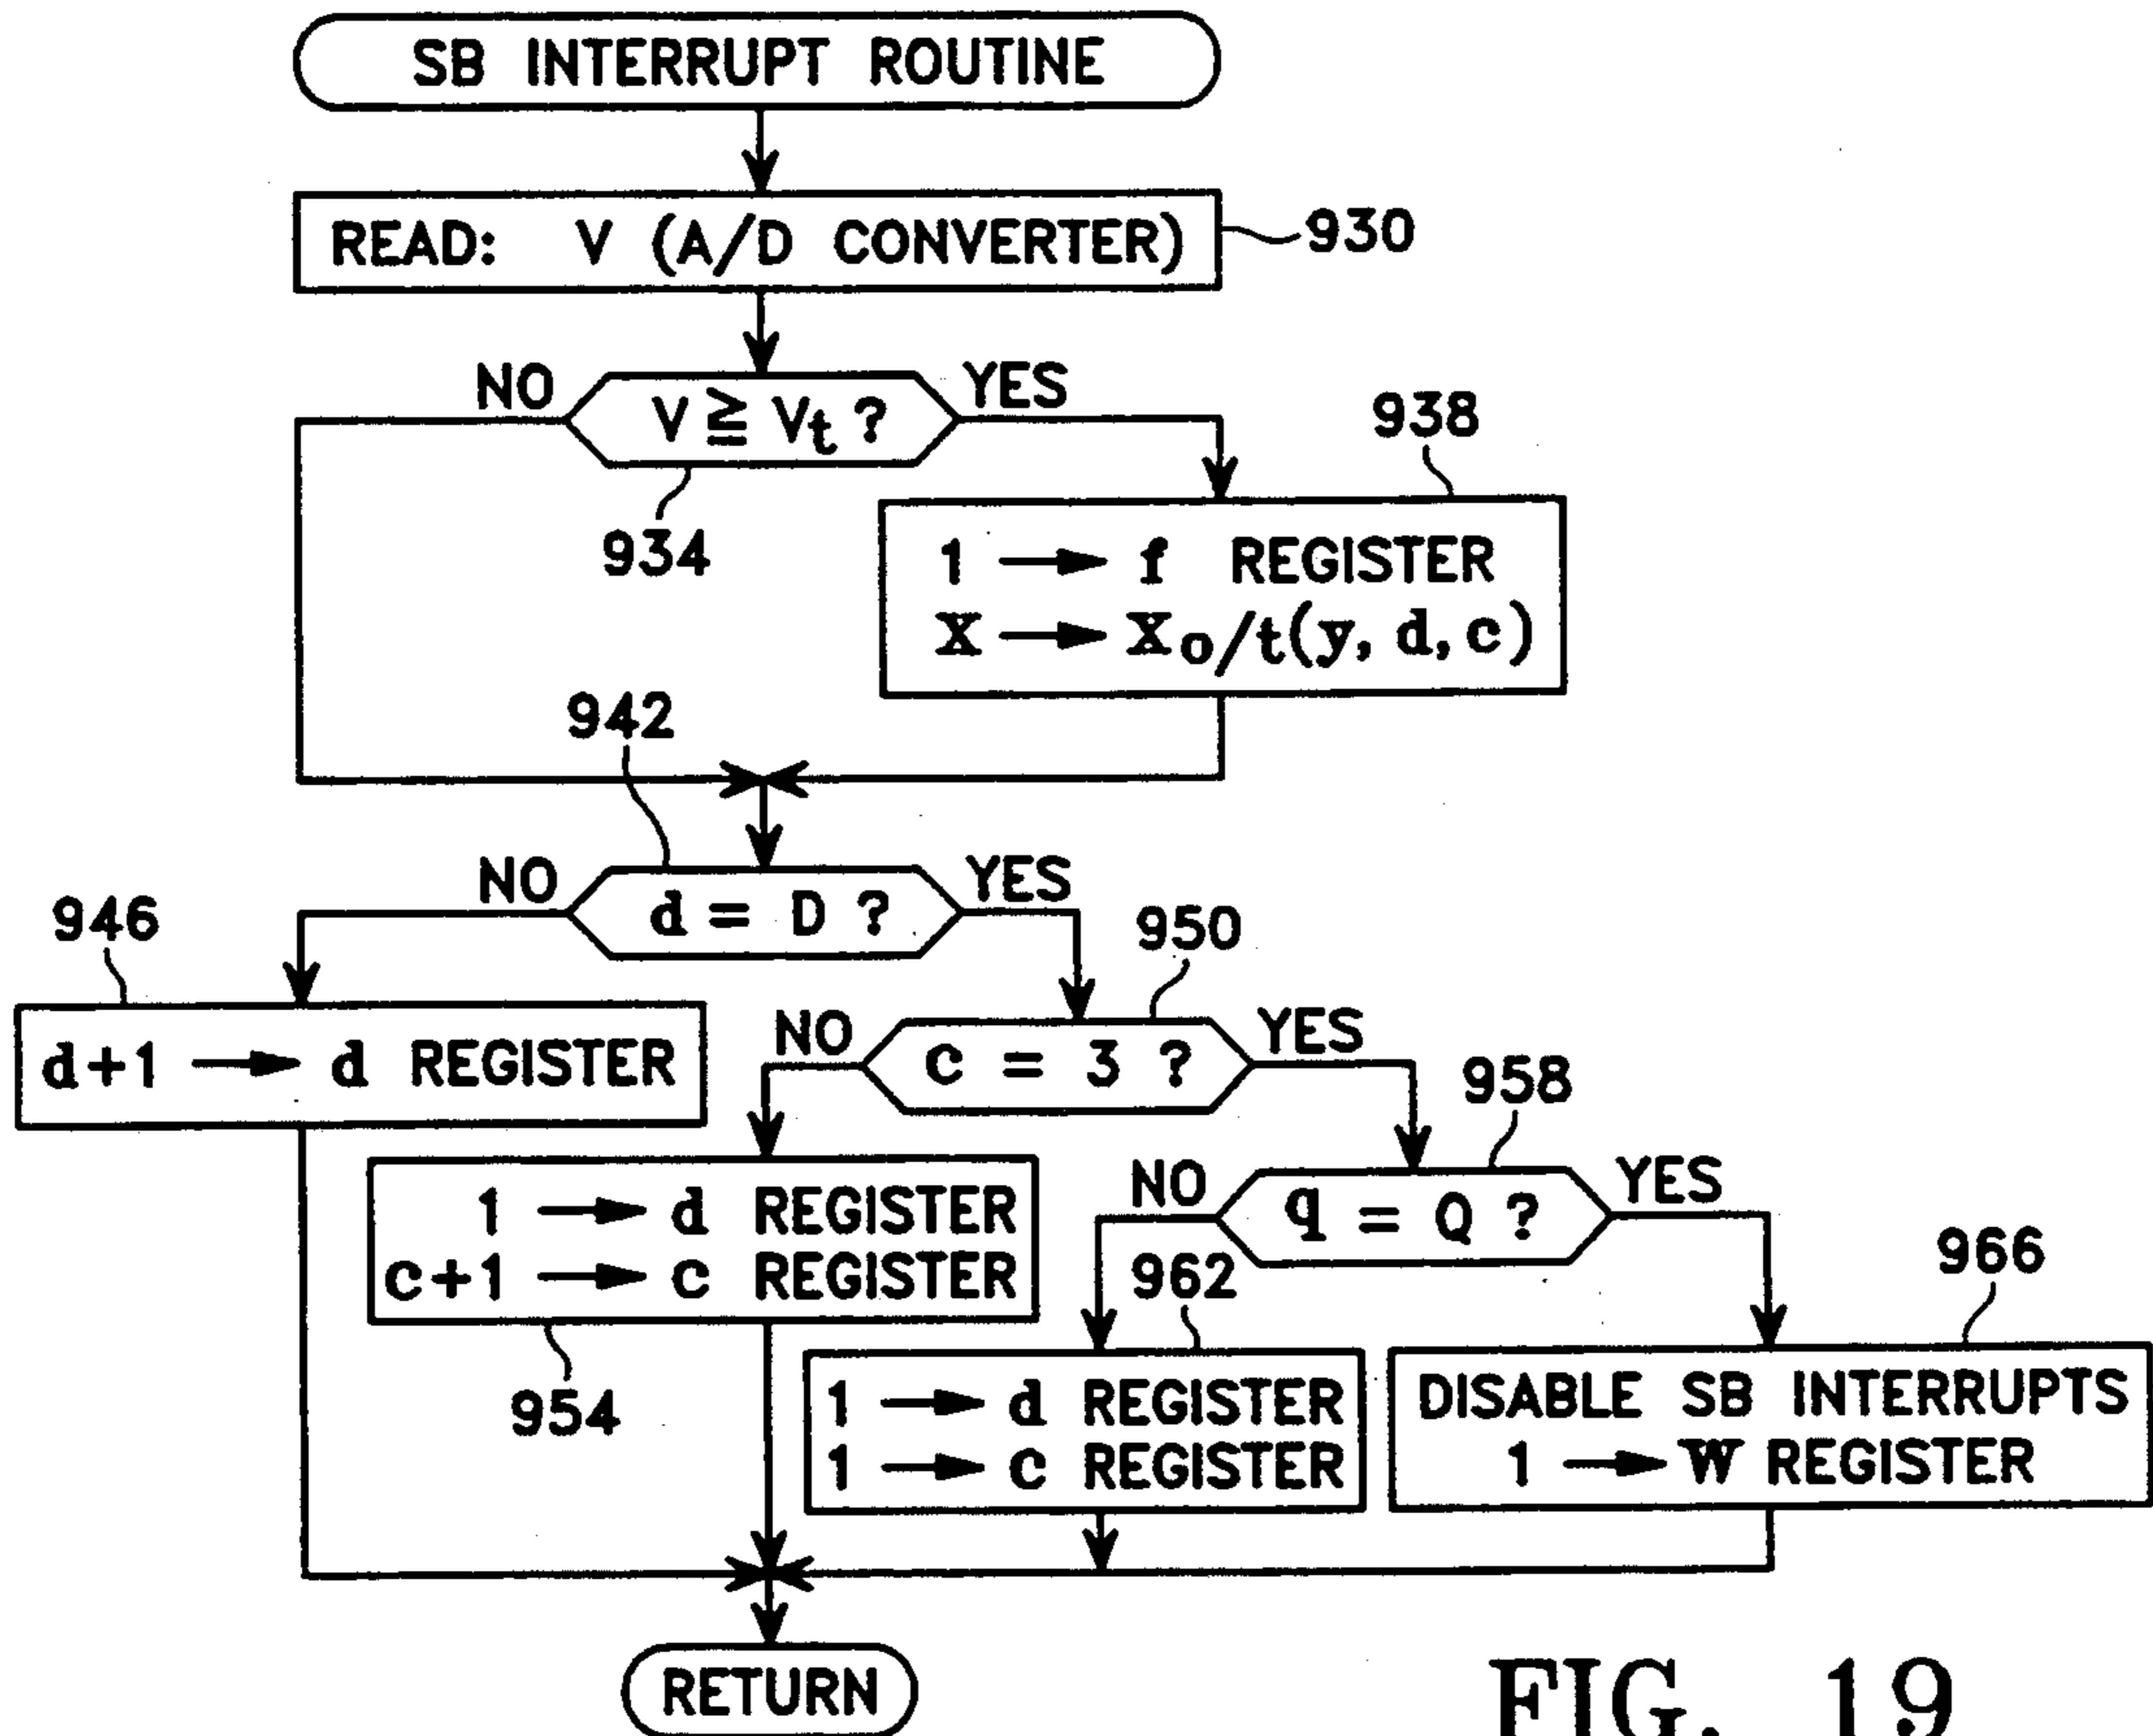 SB INTERRUPT ROUTINE
READ: V (A/D CONVERTER)
930
NO
V ≧ Vt ?
YES
934
938
1 → f REGISTER
X → Xo/t(y, d, c)
942
NO
d = D ?
YES
946
d+1 → d REGISTER
950
NO
c = 3 ?
YES
954
1 → d REGISTER
c+1 → c REGISTER
958
NO
q = Q ?
YES
962
1 → d REGISTER
1 → c REGISTER
966
DISABLE SB INTERRUPTS
1 → W REGISTER
RETURN
FIG. 19